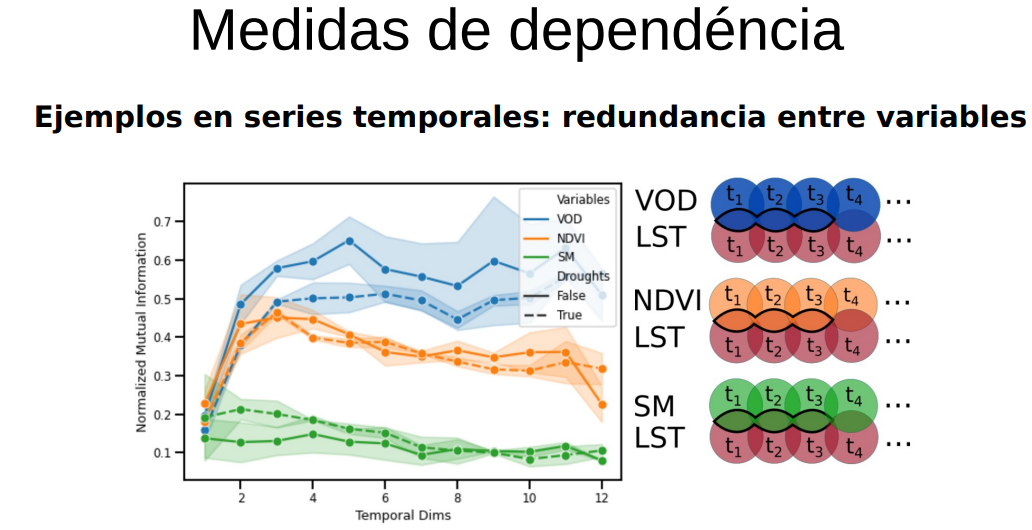 Medidas de dependéncia
Ejemplos en series temporales: redundancia entre variables
Normalized Mutual Information
0.7
0.6
0.5
0.4
0.3
0.2
0.1
2 4 6 8 10 12
Temporal Dims
Variables
VOD
NDVI
SM
Droughts
False
True
VOD t1 t2 t3 t4 ...
LST t1 t2 t3 t4 ...
NDVI t1 t2 t3 t4 ...
LST t1 t2 t3 t4 ...
SM t1 t2 t3 t4 ...
LST t1 t2 t3 t4 ...